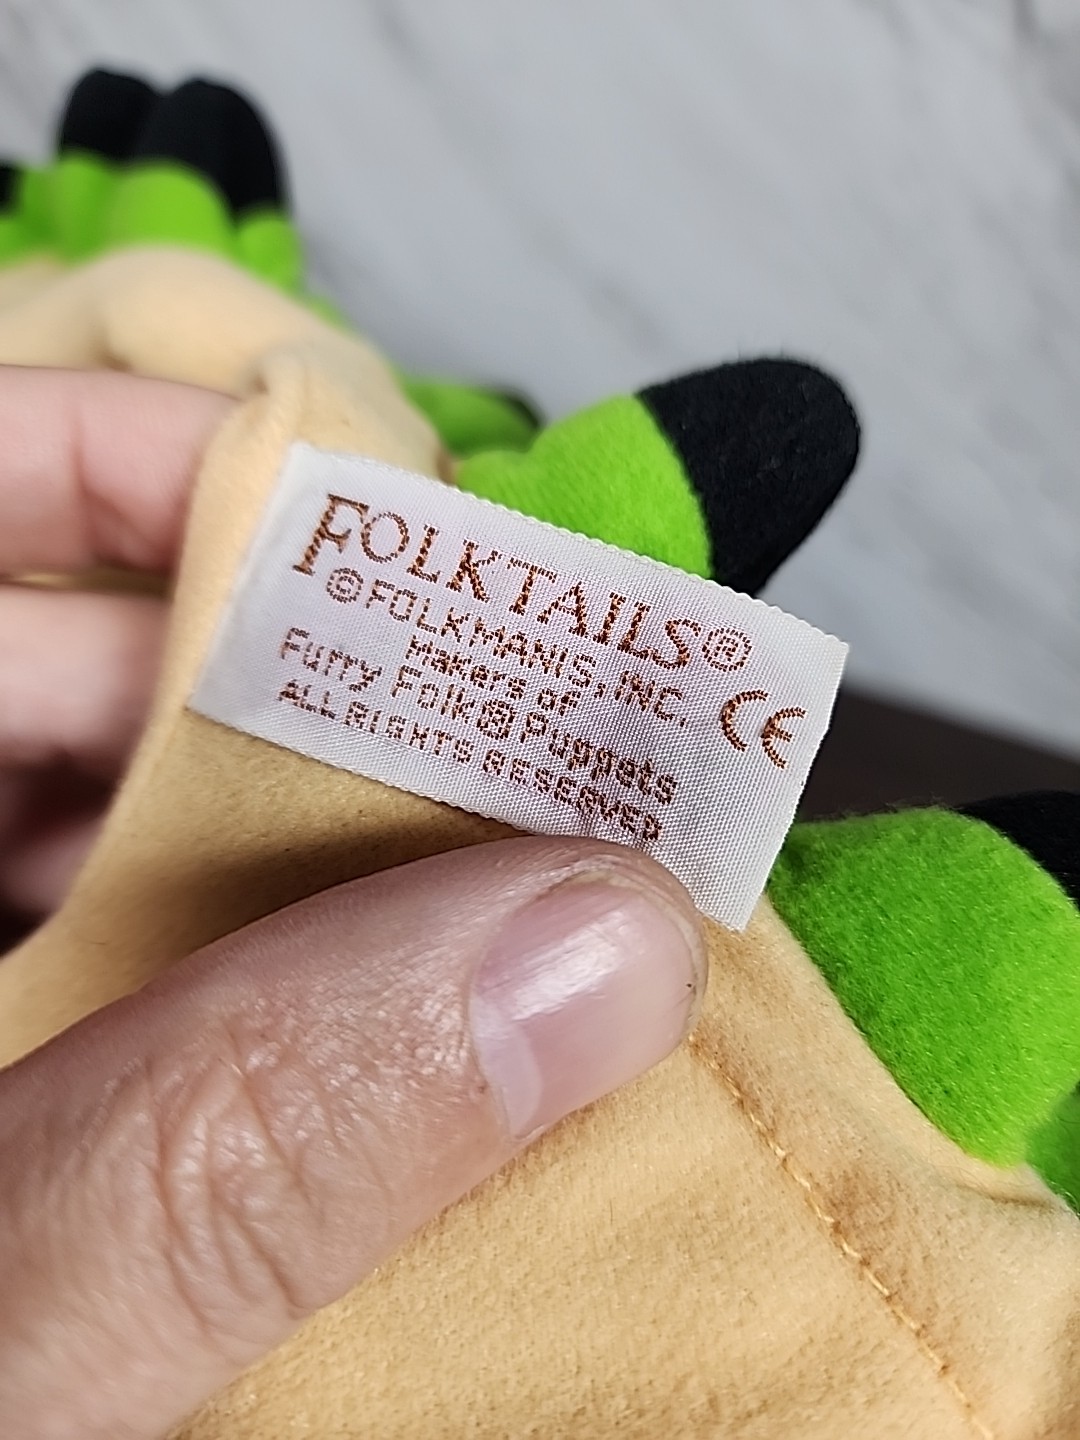 FOLKTAILS®
©FOLKMANIS, INC.
Makers of
Furry Folk® Puppets
ALL RIGHTS RESERVED
CE